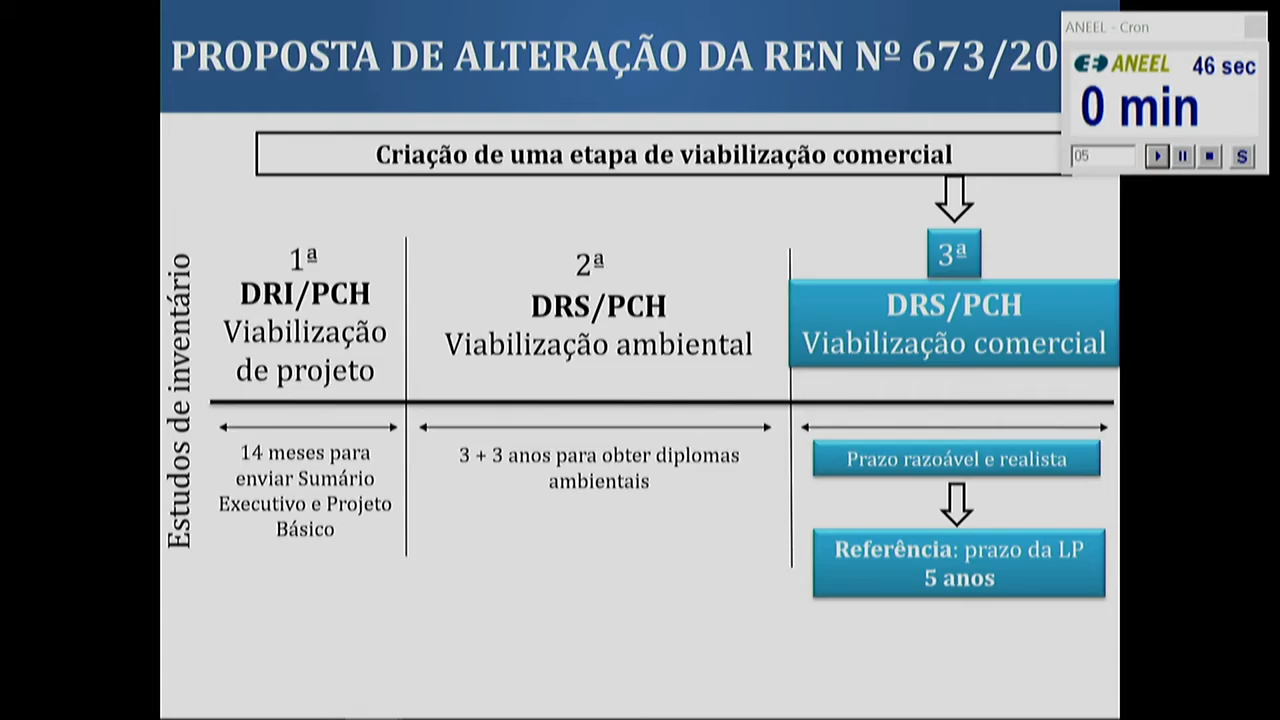 PROPOSTA DE ALTERAÇÃO DA REN Nº 673/20
ANEEL - Cron
ANEEL 46 sec
0 min
05
S
Criação de uma etapa de viabilização comercial
Estudos de inventário
1ª
DRI/PCH
Viabilização
de projeto
2ª
DRS/PCH
Viabilização ambiental
3ª
DRS/PCH
Viabilização comercial
14 meses para
enviar Sumário
Executivo e Projeto
Básico
3 + 3 anos para obter diplomas
ambientais
Prazo razoável e realista
Referência: prazo da LP
5 anos